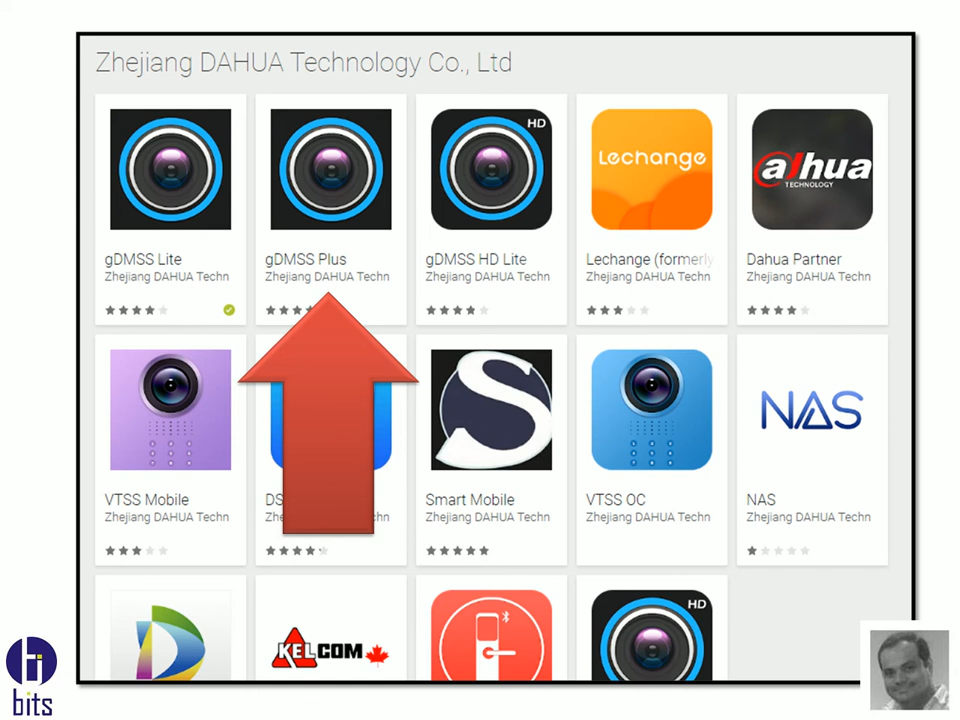 Zhejiang DAHUA Technology Co., Ltd
HD
Lechange
alhua
TECHNOLOGY
gDMSS Lite
gDMSS Plus
gDMSS HD Lite
Lechange (formerly
Dahua Partner
Zhejiang DAHUA Techn
Zhejiang DAHUA Techn
Zhejiang DAHUA Techn
Zhejiang DAHUA Techn
Zhejiang DAHUA Techn
S
NAS
VTSS Mobile
DS
Smart Mobile
VTSS OC
NAS
Zhejiang DAHUA Techn
Zhe
chn
Zhejiang DAHUA Techn
Zhejiang DAHUA Techn
Zhejiang DAHUA Techn
KELCOM
HD
bits